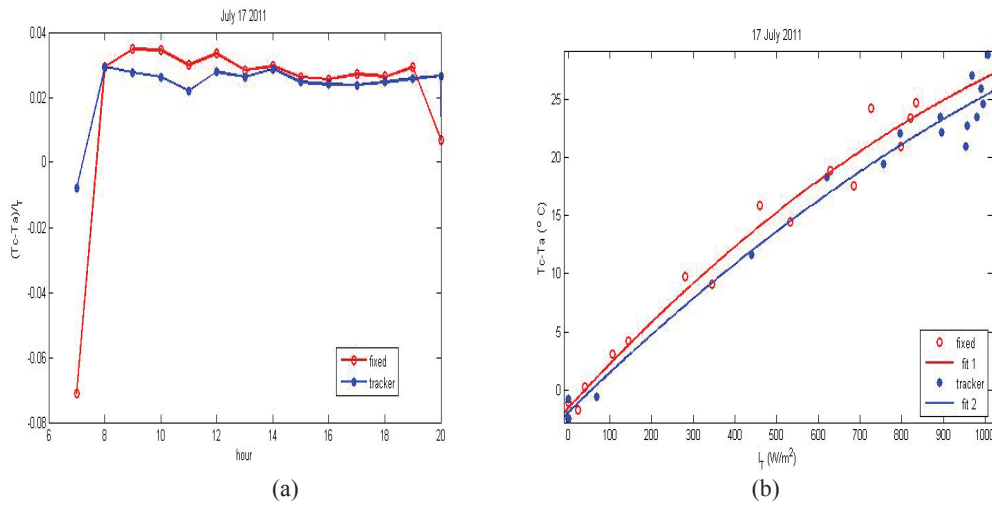 July 17 2011
0.04
0.02
0
-0.02
-0.04
-0.06
-0.08
(Tc-Ta)/I_T
6 8 10 12 14 16 18 20
hour
fixed
tracker
(a)
17 July 2011
25
20
15
10
5
0
Tc-Ta (° C)
0 100 200 300 400 500 600 700 800 900 1000
I_T (W/m²)
fixed
fit 1
tracker
fit 2
(b)